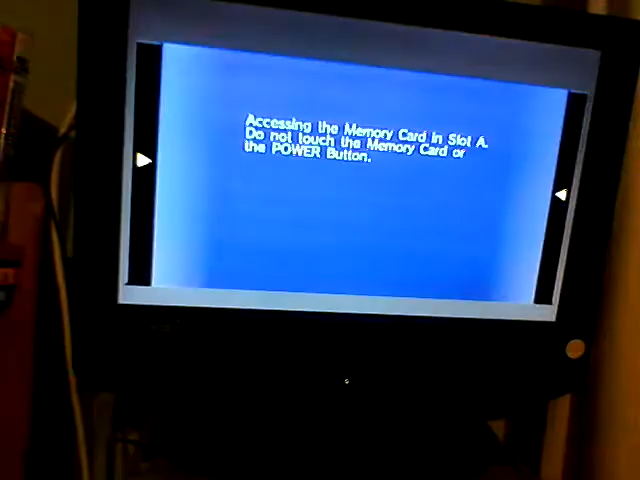 Accessing the Memory Card in Slot A.
Do not touch the Memory Card or
the POWER Button.